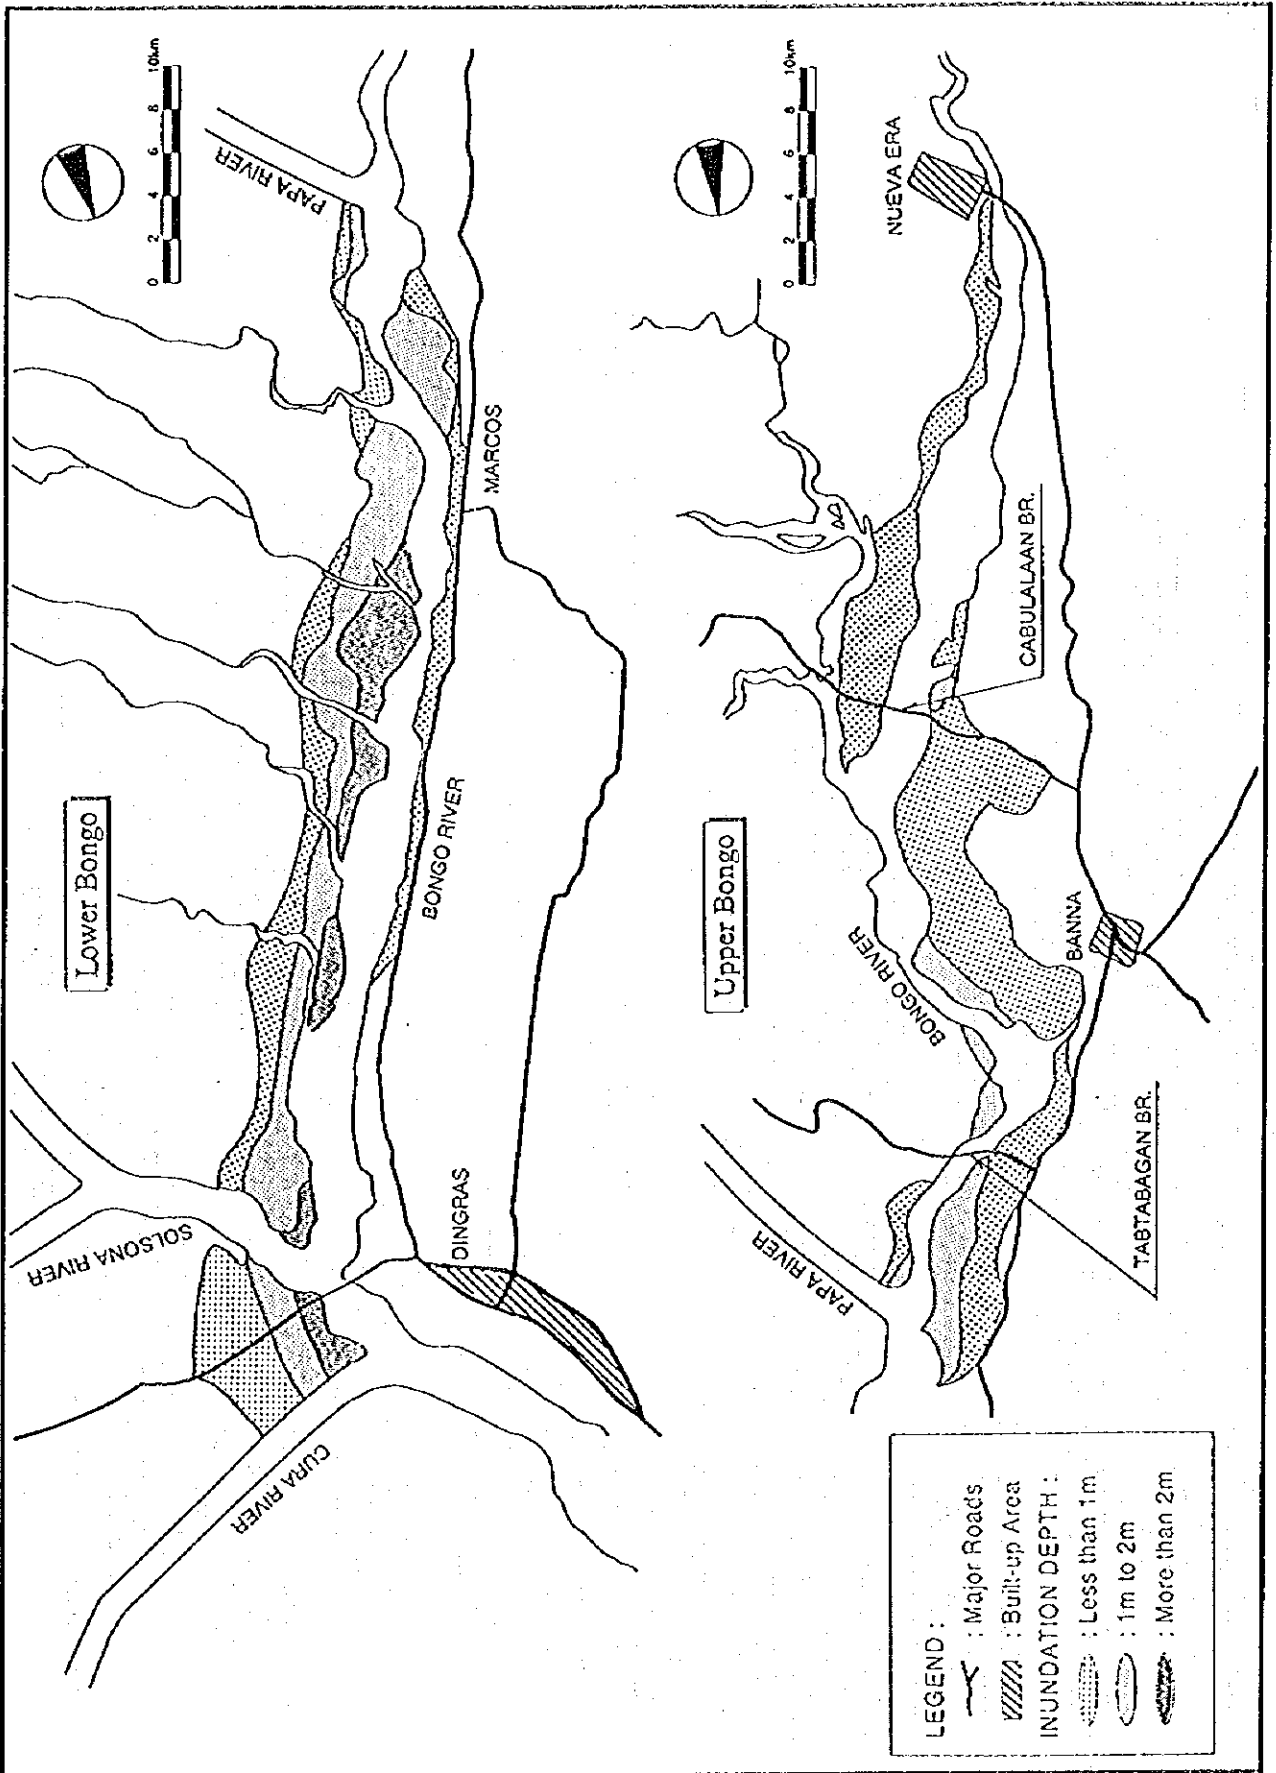 Lower Bongo
0 2 4 6 8 10km
PAPA RIVER
MARCOS
BONGO RIVER
SOLSONA RIVER
DINGRAS
CURA RIVER
Upper Bongo
0 2 4 6 8 10km
NUEVA ERA
CABULALAAN BR.
BANNA
BONGO RIVER
TABTABAGAN BR.
PAPA RIVER
LEGEND :
: Major Roads
: Built-up Area
INUNDATION DEPTH :
: Less than 1m
: 1m to 2m
: More than 2m